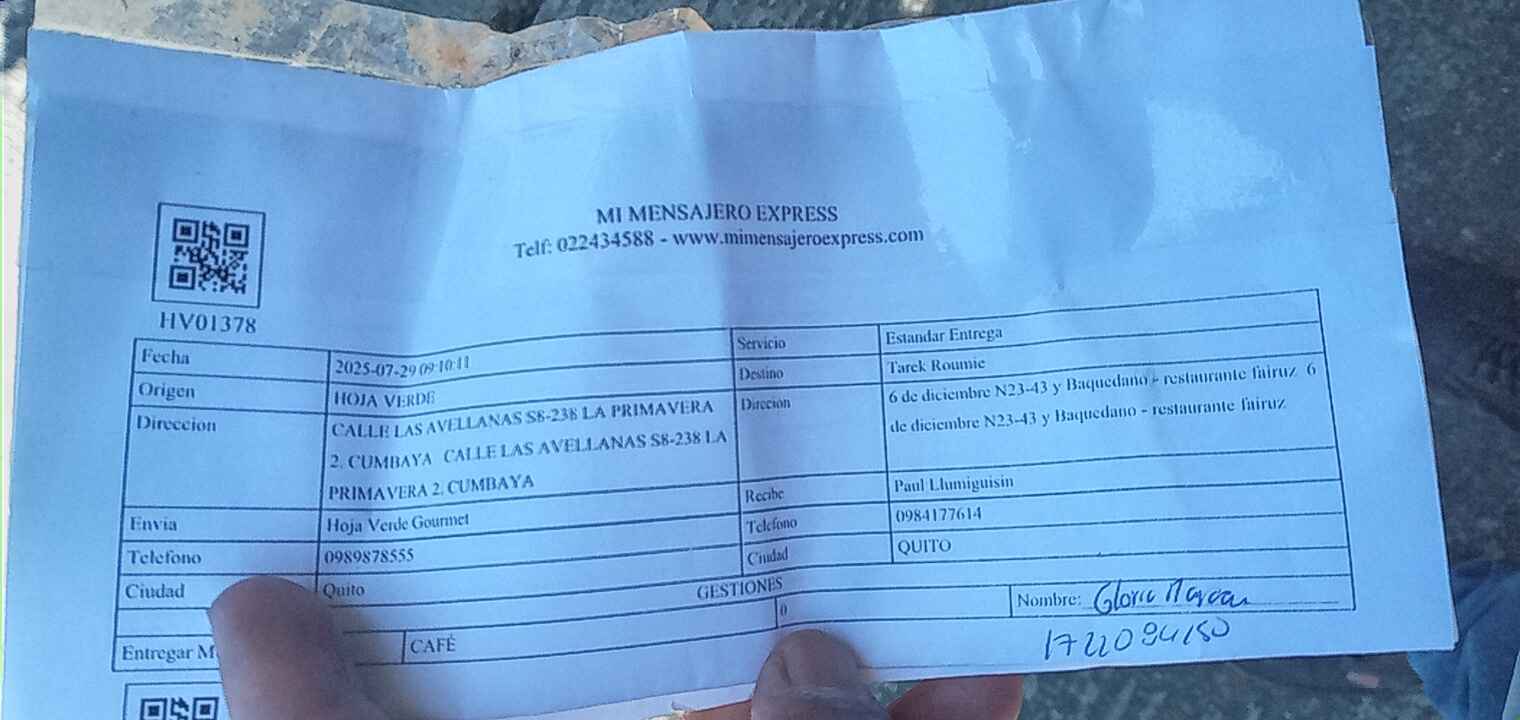 MI MENSAJERO EXPRESS
Telf: 022434588 - www.mimensajeroexpress.com
HV01378
Fecha 2025-07-29 09:10:11 Servicio Estandar Entrega
Origen HOJA VERDE Destino Tarek Roumie
Direccion CALLE LAS AVELLANAS S8-238 LA PRIMAVERA
2. CUMBAYA CALLE LAS AVELLANAS S8-238 LA
PRIMAVERA 2. CUMBAYA
Direcion 6 de diciembre N23-43 y Baquedano - restaurante fairuz 6
de diciembre N23-43 y Baquedano - restaurante fairuz
Envia Hoja Verde Gourmet Recibe Paul Llumiguisin
Telefono 0989878555 Telefono 0984177614
Ciudad Quito Ciudad QUITO
GESTIONES
Entregar M CAFÉ 0 Nombre: Gloria